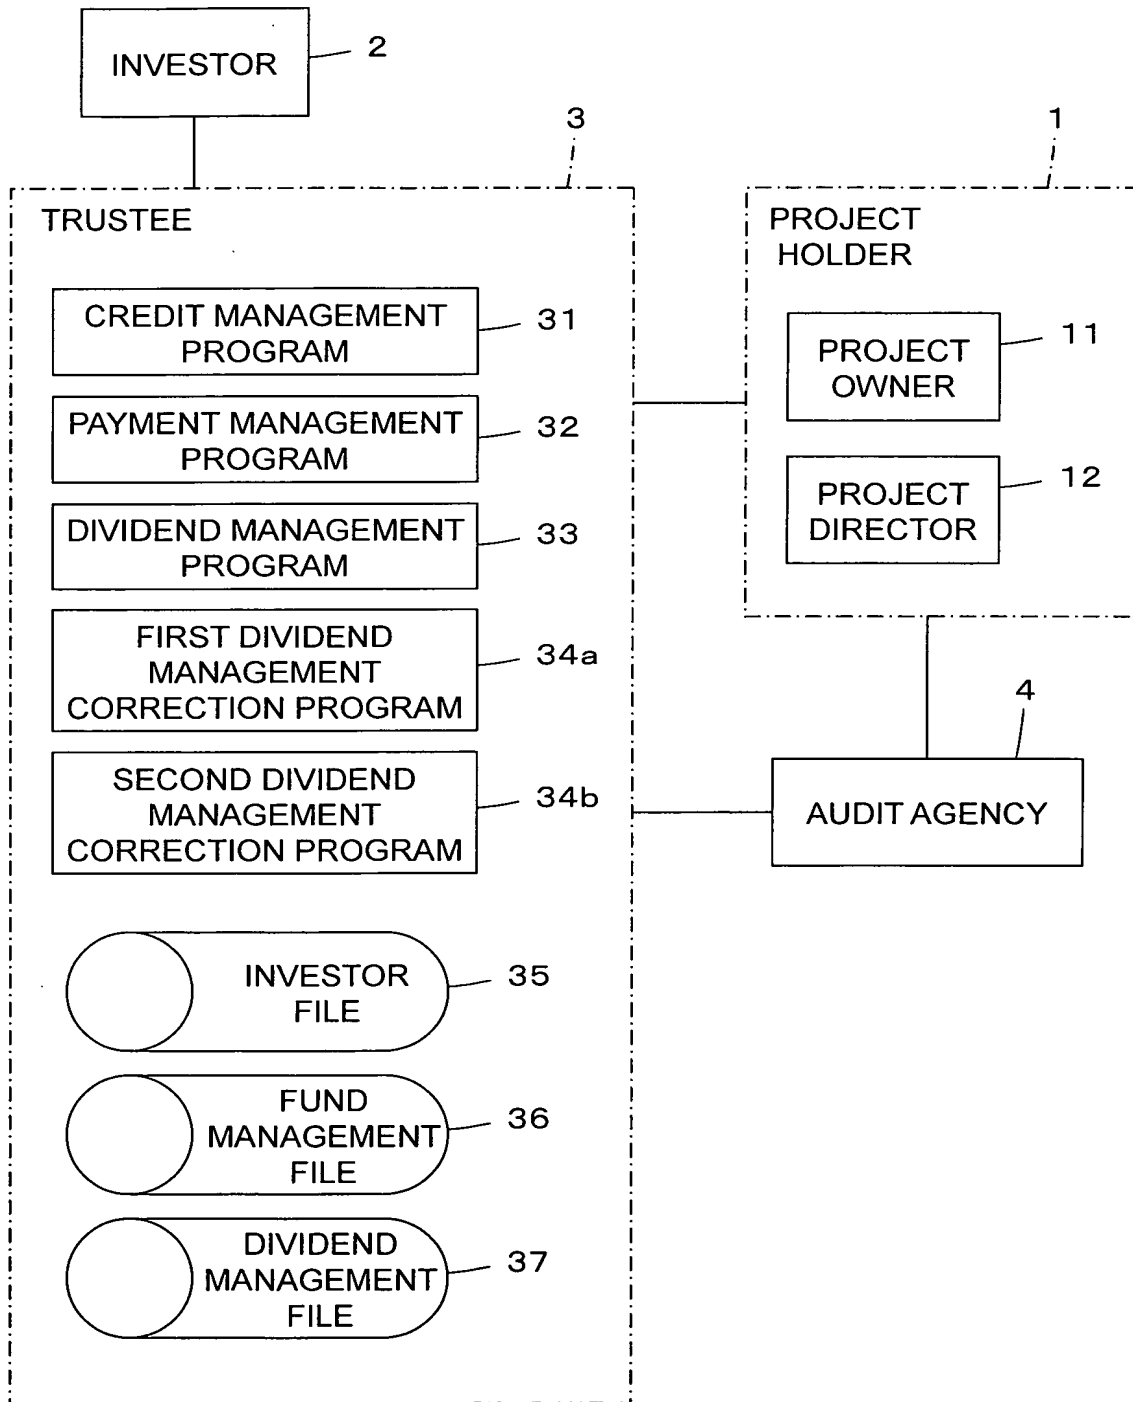 INVESTOR
2
3
1
TRUSTEE
PROJECT
HOLDER
CREDIT MANAGEMENT
PROGRAM
31
PROJECT
OWNER
11
PAYMENT MANAGEMENT
PROGRAM
32
PROJECT
DIRECTOR
12
DIVIDEND MANAGEMENT
PROGRAM
33
FIRST DIVIDEND
MANAGEMENT
CORRECTION PROGRAM
34a
SECOND DIVIDEND
MANAGEMENT
CORRECTION PROGRAM
34b
4
AUDIT AGENCY
INVESTOR
FILE
35
FUND
MANAGEMENT
FILE
36
DIVIDEND
MANAGEMENT
FILE
37